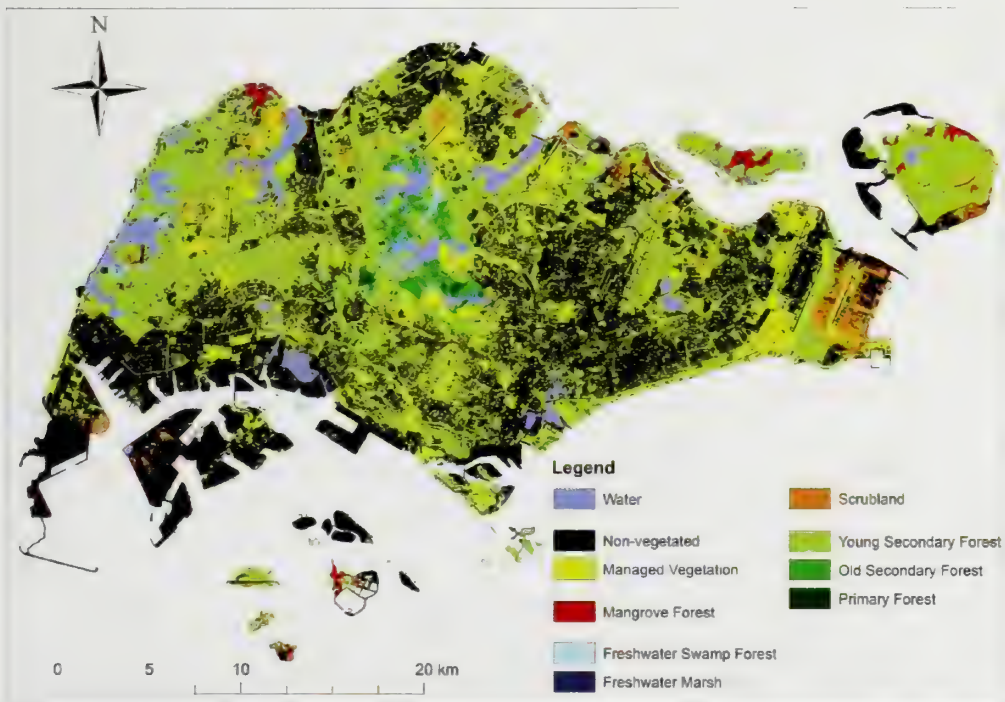 N
Legend
Water
Non-vegetated
Managed Vegetation
Mangrove Forest
Freshwater Swamp Forest
Freshwater Marsh
Scrubland
Young Secondary Forest
Old Secondary Forest
Primary Forest
0 5 10 20 km